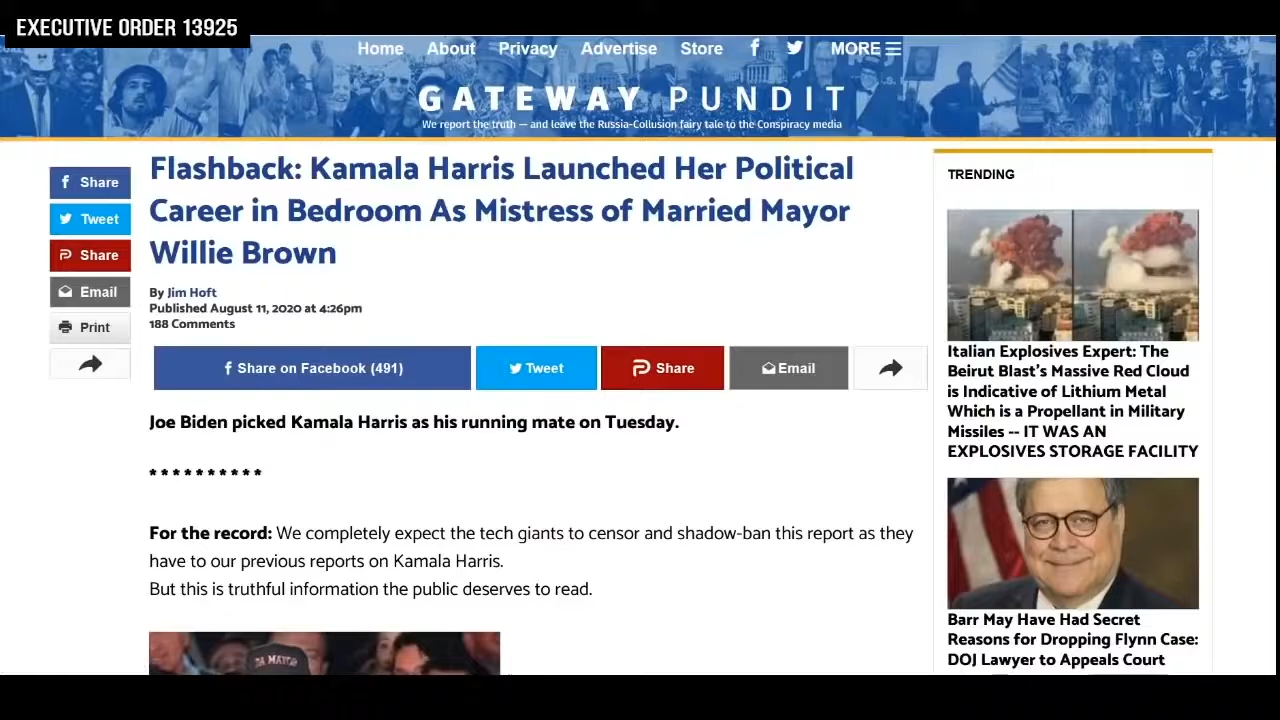 EXECUTIVE ORDER 13925
Home About Privacy Advertise Store MORE
GATEWAY PUNDIT
We report the truth — and leave the Russia-Collusion fairy tale to the Conspiracy media
Flashback: Kamala Harris Launched Her Political
Career in Bedroom As Mistress of Married Mayor
Willie Brown
By Jim Hoft
Published August 11, 2020 at 4:26pm
188 Comments
Share
Tweet
Share
Email
Print
Share on Facebook (491)
Tweet
Share
Email
Joe Biden picked Kamala Harris as his running mate on Tuesday.
* * * * * * * * * *
For the record: We completely expect the tech giants to censor and shadow-ban this report as they
have to our previous reports on Kamala Harris.
But this is truthful information the public deserves to read.
DA MAYOR
TRENDING
Italian Explosives Expert: The
Beirut Blast's Massive Red Cloud
is Indicative of Lithium Metal
Which is a Propellant in Military
Missiles -- IT WAS AN
EXPLOSIVES STORAGE FACILITY
Barr May Have Had Secret
Reasons for Dropping Flynn Case:
DOJ Lawyer to Appeals Court